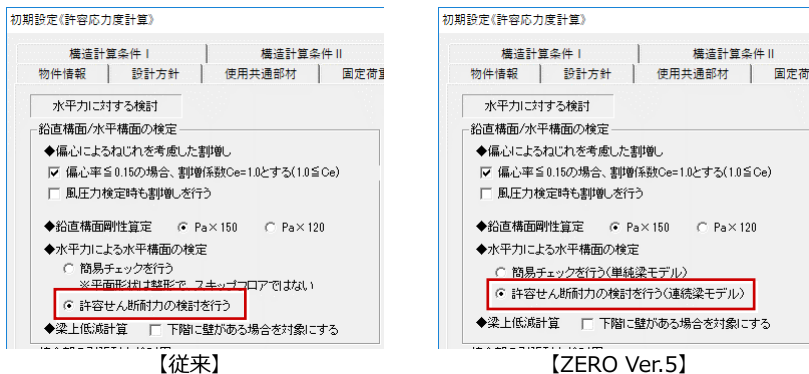 初期設定《許容応力度計算》
構造計算条件Ⅰ 構造計算条件Ⅱ
物件情報 設計方針 使用共通部材 固定荷重
水平力に対する検討
鉛直構面/水平構面の検定
◆偏心によるねじれを考慮した割増し
偏心率≦0.15の場合、割増係数Ce=1.0とする(1.0≦Ce)
風圧力検定時も割増しを行う
◆鉛直構面剛性算定 Pa×150 Pa×120
◆水平力による水平構面の検定
簡易チェックを行う
※平面形状は整形で、スキップフロアではない
許容せん断耐力の検討を行う
◆梁上低減計算 下階に壁がある場合を対象にする
【従来】
初期設定《許容応力度計算》
構造計算条件Ⅰ 構造計算条件Ⅱ
物件情報 設計方針 使用共通部材 固定荷
水平力に対する検討
鉛直構面/水平構面の検定
◆偏心によるねじれを考慮した割増し
偏心率≦0.15の場合、割増係数Ce=1.0とする(1.0≦Ce)
風圧力検定時も割増しを行う
◆鉛直構面剛性算定 Pa×150 Pa×120
◆水平力による水平構面の検定
簡易チェックを行う(単純梁モデル)
許容せん断耐力の検討を行う(連続梁モデル)
◆梁上低減計算 下階に壁がある場合を対象にする
【ZERO Ver.5】